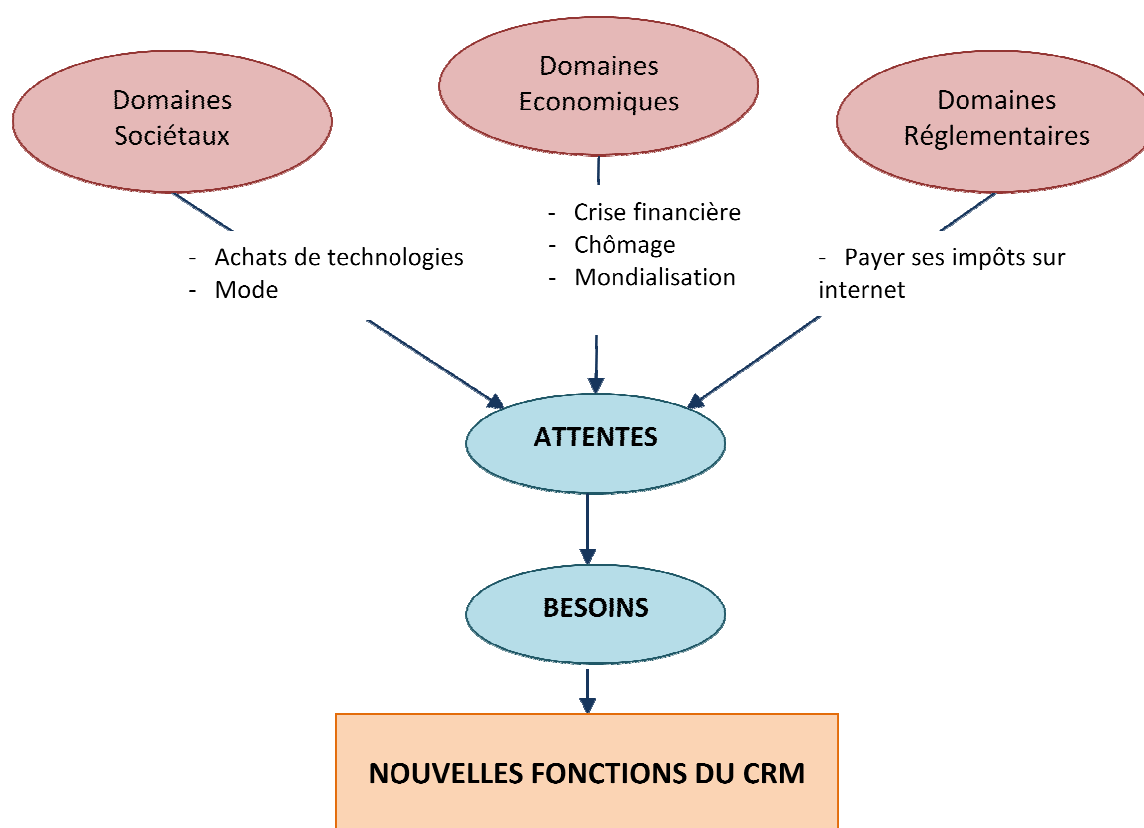 Domaines
Sociétaux
Domaines
Economiques
Domaines
Réglementaires
- Achats de technologies
- Mode
- Crise financière
- Chômage
- Mondialisation
- Payer ses impôts sur
internet
ATTENTES
BESOINS
NOUVELLES FONCTIONS DU CRM